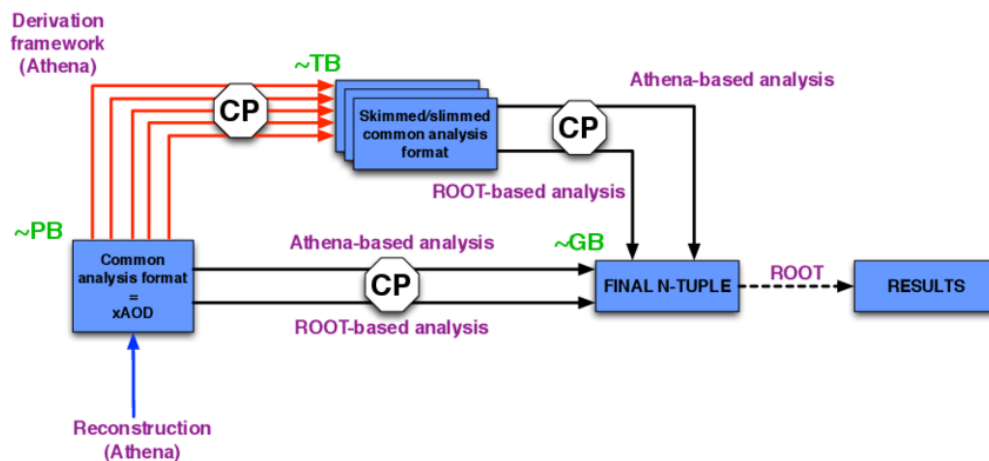 Derivation
framework
(Athena)
~TB
CP
Skimmed/slimmed
common analysis
format
CP
Athena-based analysis
ROOT-based analysis
~PB
Common
analysis format
=
xAOD
Athena-based analysis
CP
ROOT-based analysis
~GB
FINAL N-TUPLE
ROOT
RESULTS
Reconstruction
(Athena)